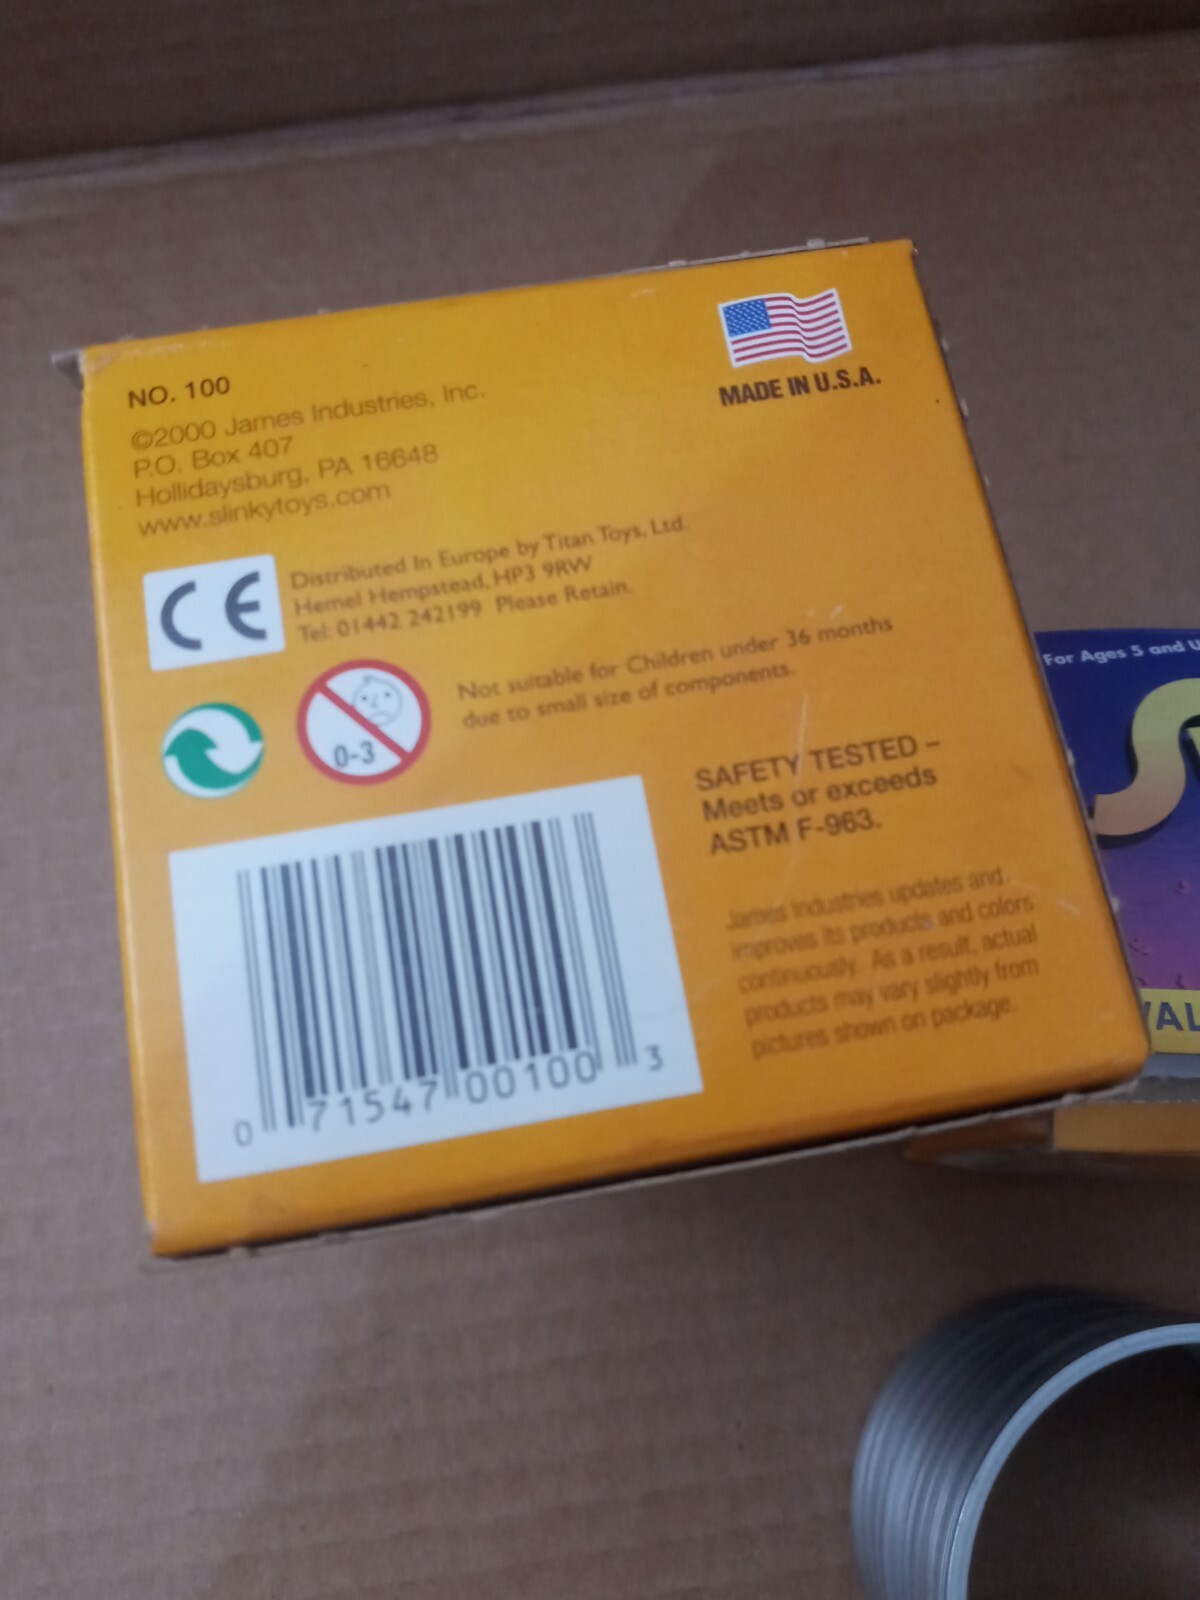 NO. 100
©2000 James Industries, Inc.
P.O. Box 407
Hollidaysburg, PA 16648
www.slinkytoys.com
MADE IN U.S.A.
CE
Distributed In Europe by Titan Toys, Ltd.
Hemel Hempstead, HP3 9RW
Tel: 01442 242199 Please Retain.
0-3
Not suitable for Children under 36 months
due to small size of components.
SAFETY TESTED –
Meets or exceeds
ASTM F-963.
James Industries updates and
improves its products and colors
continuously. As a result, actual
products may vary slightly from
pictures shown on package.
0 71547 00100 3
For Ages 5 and U
S
WAL